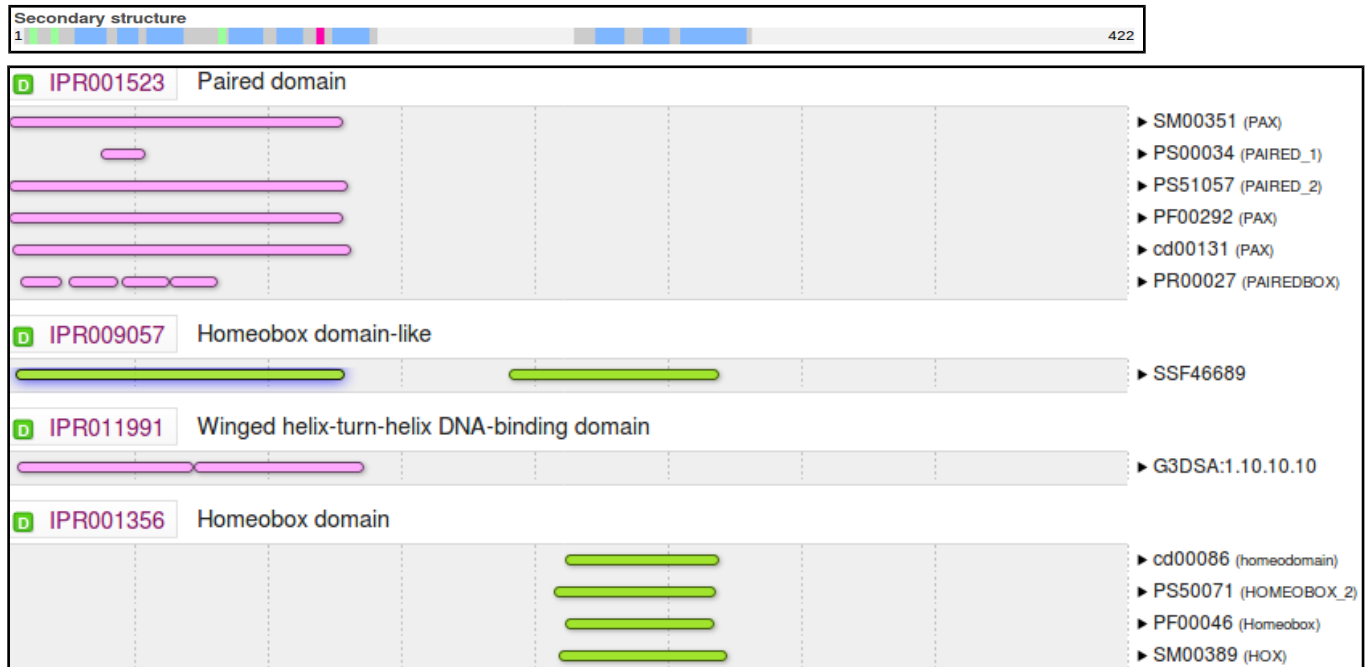 Secondary structure
1 422
D IPR001523 Paired domain
SM00351 (PAX)
PS00034 (PAIRED_1)
PS51057 (PAIRED_2)
PF00292 (PAX)
cd00131 (PAX)
PR00027 (PAIREDBOX)
D IPR009057 Homeobox domain-like
SSF46689
D IPR011991 Winged helix-turn-helix DNA-binding domain
G3DSA:1.10.10.10
D IPR001356 Homeobox domain
cd00086 (homeodomain)
PS50071 (HOMEOBOX_2)
PF00046 (Homeobox)
SM00389 (HOX)